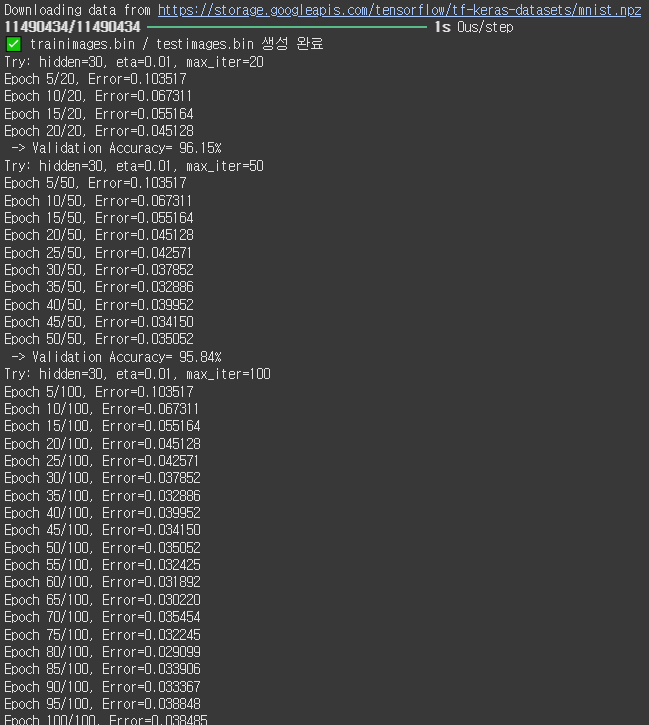 Downloading data from https://storage.googleapis.com/tensorflow/tf-keras-datasets/mnist.npz
11490434/11490434 1s 0us/step
✅ trainimages.bin / testimages.bin 생성 완료
Try: hidden=30, eta=0.01, max_iter=20
Epoch 5/20, Error=0.103517
Epoch 10/20, Error=0.067311
Epoch 15/20, Error=0.055164
Epoch 20/20, Error=0.045128
-> Validation Accuracy= 96.15%
Try: hidden=30, eta=0.01, max_iter=50
Epoch 5/50, Error=0.103517
Epoch 10/50, Error=0.067311
Epoch 15/50, Error=0.055164
Epoch 20/50, Error=0.045128
Epoch 25/50, Error=0.042571
Epoch 30/50, Error=0.037852
Epoch 35/50, Error=0.032886
Epoch 40/50, Error=0.039952
Epoch 45/50, Error=0.034150
Epoch 50/50, Error=0.035052
-> Validation Accuracy= 95.84%
Try: hidden=30, eta=0.01, max_iter=100
Epoch 5/100, Error=0.103517
Epoch 10/100, Error=0.067311
Epoch 15/100, Error=0.055164
Epoch 20/100, Error=0.045128
Epoch 25/100, Error=0.042571
Epoch 30/100, Error=0.037852
Epoch 35/100, Error=0.032886
Epoch 40/100, Error=0.039952
Epoch 45/100, Error=0.034150
Epoch 50/100, Error=0.035052
Epoch 55/100, Error=0.032425
Epoch 60/100, Error=0.031892
Epoch 65/100, Error=0.030220
Epoch 70/100, Error=0.035454
Epoch 75/100, Error=0.032245
Epoch 80/100, Error=0.029099
Epoch 85/100, Error=0.033906
Epoch 90/100, Error=0.033367
Epoch 95/100, Error=0.038848
Epoch 100/100, Error=0.038485